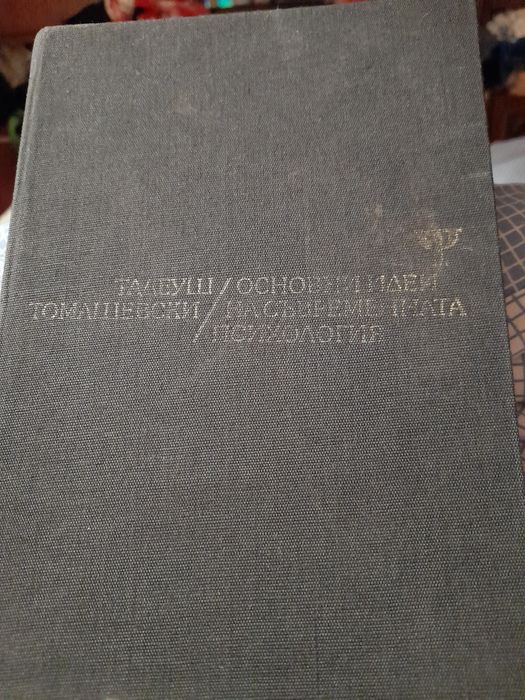 ТАДЕУШ / ОСНОВНИ ИДЕИ
ТОМАШЕВСКИ / НА СЪВРЕМЕННАТА
ПСИХОЛОГИЯ